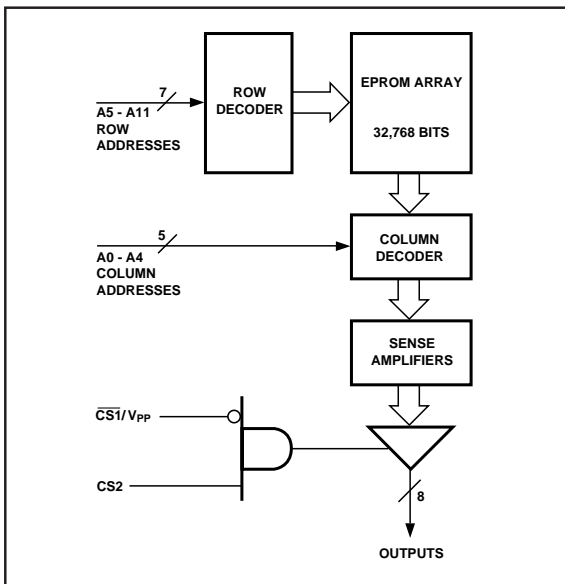 7
A5 - A11
ROW
ADDRESSES
ROW
DECODER
EPROM ARRAY
32,768 BITS
5
A0 - A4
COLUMN
ADDRESSES
COLUMN
DECODER
SENSE
AMPLIFIERS
C̅S̅1̅/VPP
CS2
8
OUTPUTS